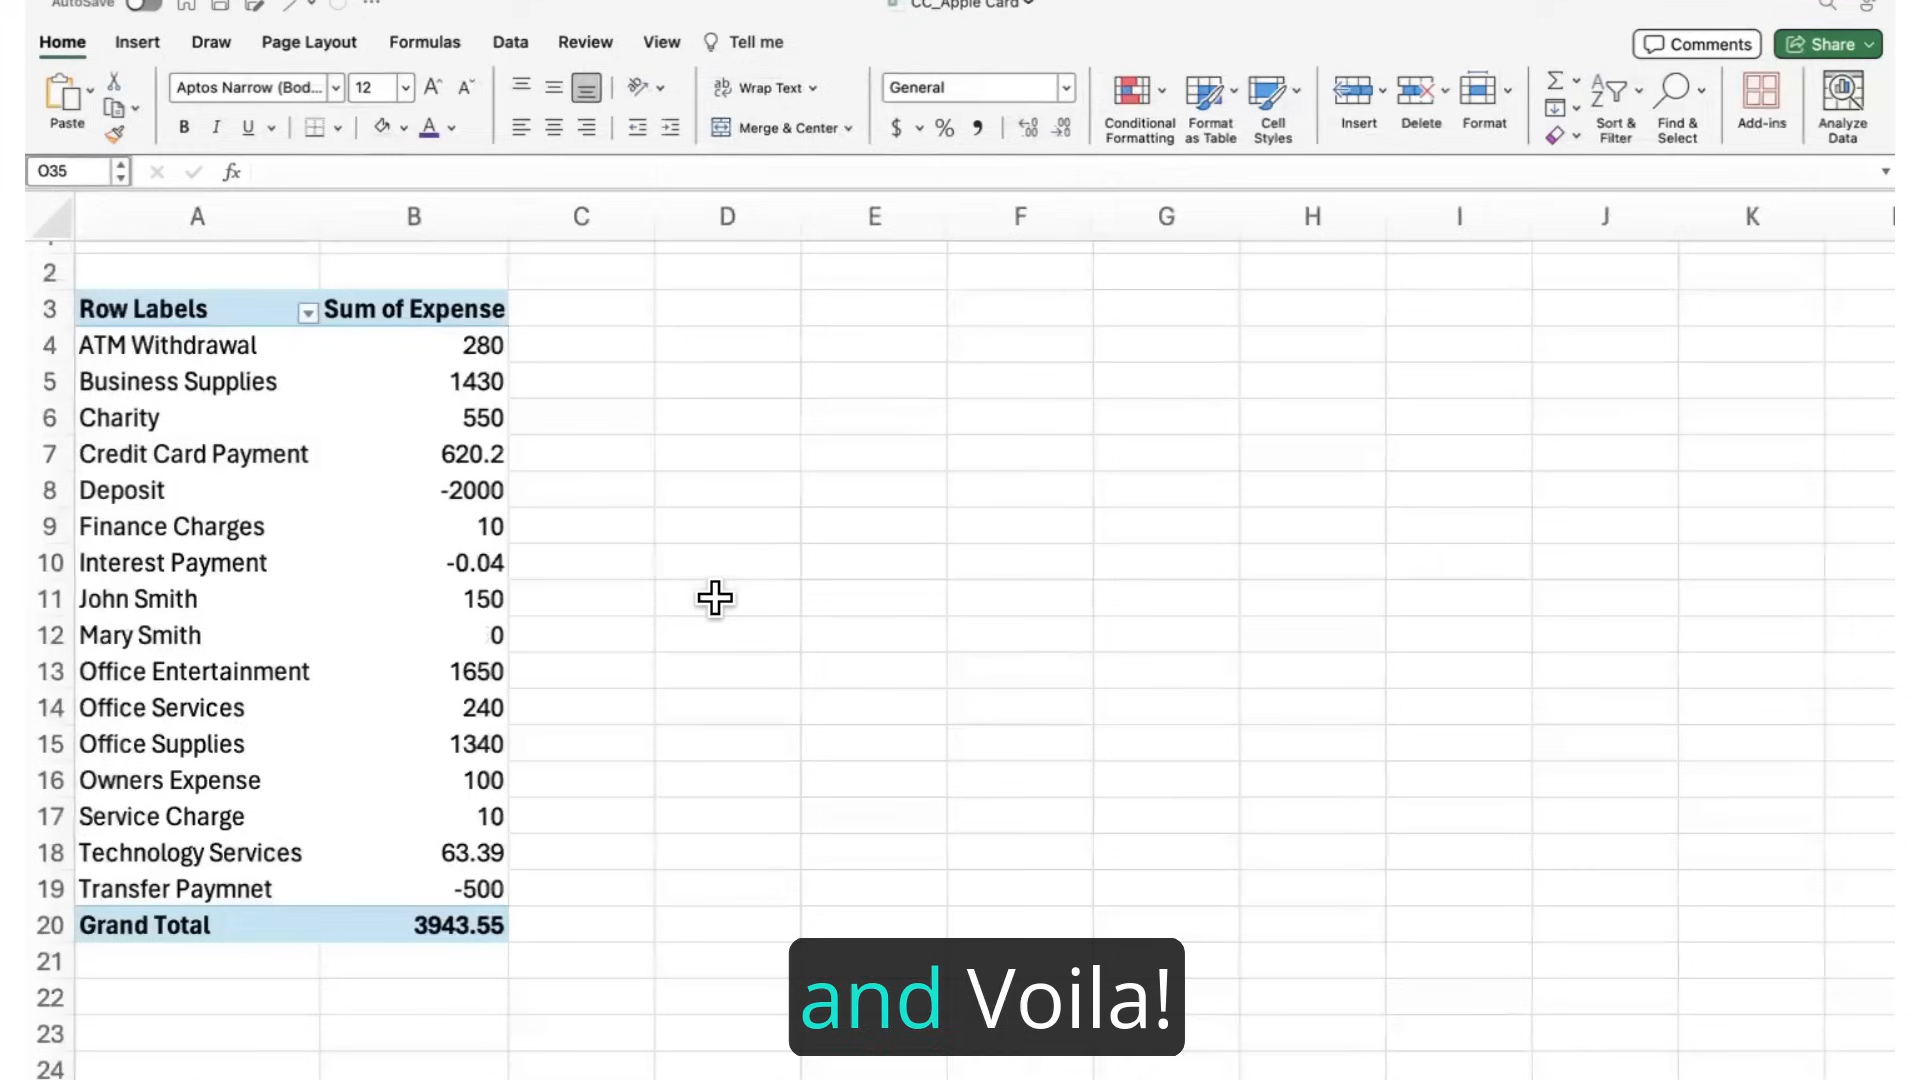 AutoSave CC_Apple Card
Home Insert Draw Page Layout Formulas Data Review View Tell me Comments Share
Paste Aptos Narrow (Bod... 12 Wrap Text General Conditional Formatting Format as Table Cell Styles Insert Delete Format Sort & Filter Find & Select Add-ins Analyze Data
B I U A Merge & Center $ %
O35 fx
A B C D E F G H I J K
2
3 Row Labels Sum of Expense
4 ATM Withdrawal 280
5 Business Supplies 1430
6 Charity 550
7 Credit Card Payment 620.2
8 Deposit -2000
9 Finance Charges 10
10 Interest Payment -0.04
11 John Smith 150
12 Mary Smith 0
13 Office Entertainment 1650
14 Office Services 240
15 Office Supplies 1340
16 Owners Expense 100
17 Service Charge 10
18 Technology Services 63.39
19 Transfer Paymnet -500
20 Grand Total 3943.55
21
22
23
24
and Voila!